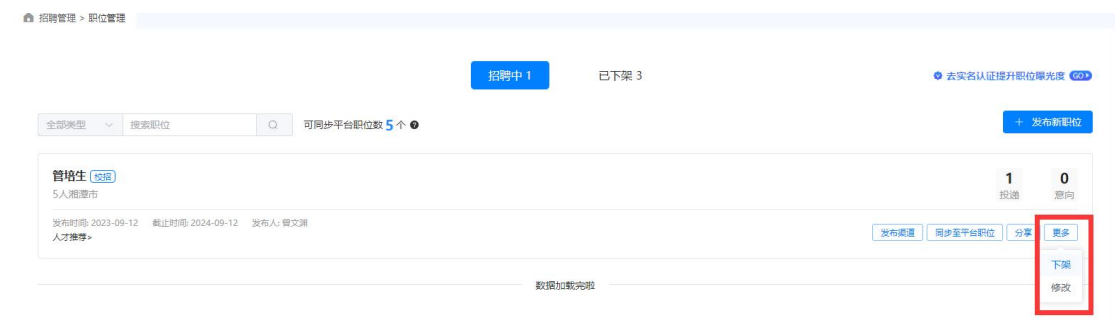 招聘管理 > 职位管理
招聘中 1 已下架 3 去实名认证提升职位曝光度 GO
全部类型 搜索职位 可同步平台职位数 5 个 ?
+ 发布新职位
管培生 校招
5人湘潭市
1 投递
0 意向
发布时间: 2023-09-12 截止时间: 2024-09-12 发布人: 曾文渊
人才推荐>
发布渠道 同步至平台职位 分享 更多
下架
修改
数据加载完啦